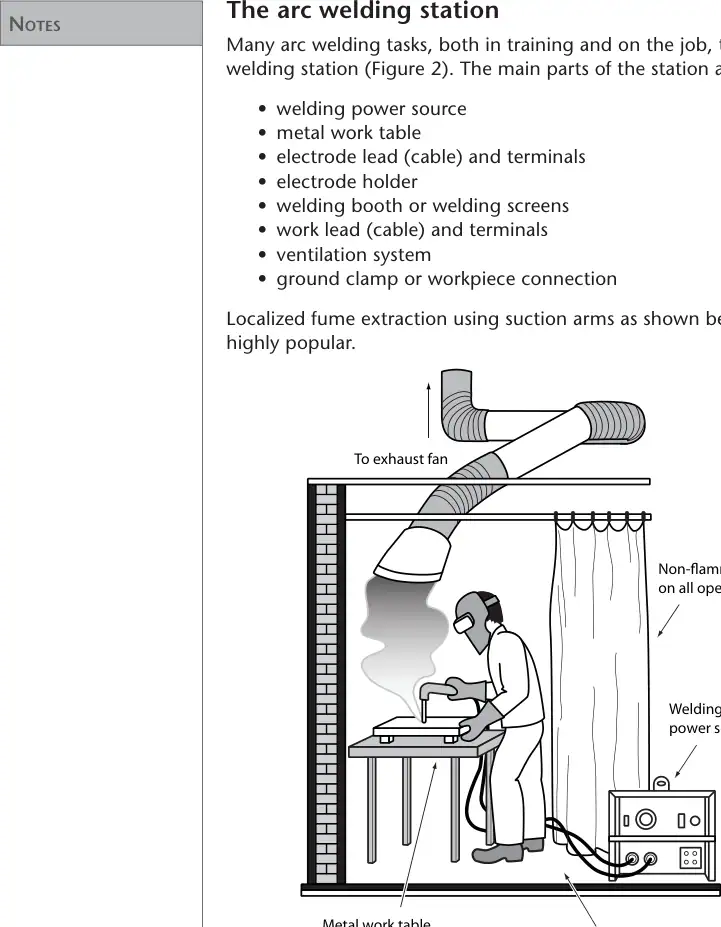 NOTES
The arc welding station
Many arc welding tasks, both in training and on the job,
welding station (Figure 2). The main parts of the station
• welding power source
• metal work table
• electrode lead (cable) and terminals
• electrode holder
• welding booth or welding screens
• work lead (cable) and terminals
• ventilation system
• ground clamp or workpiece connection
Localized fume extraction using suction arms as shown
highly popular.
To exhaust fan
on all
Welding
power
Metal work table